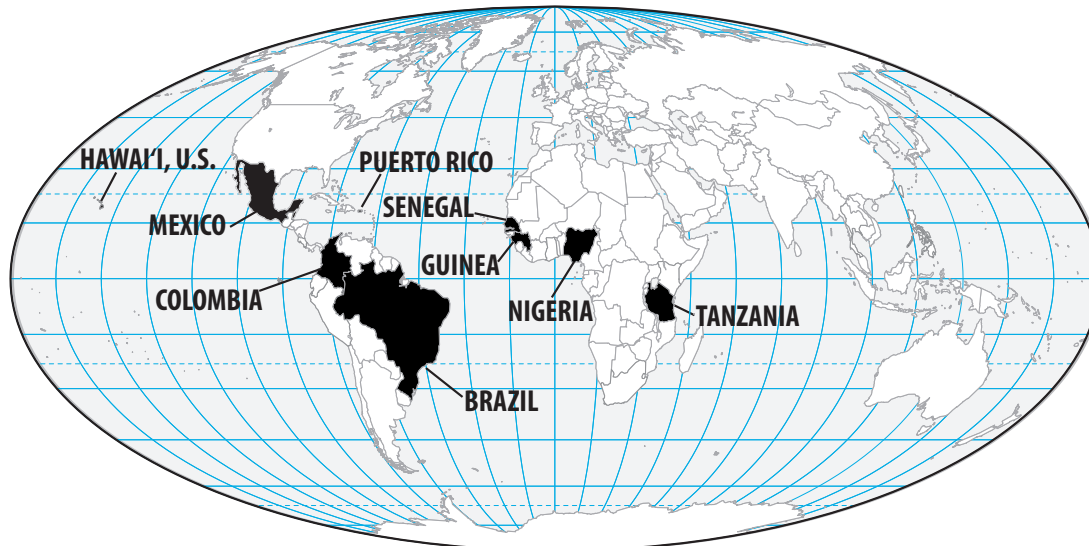 HAWAI‘I, U.S.
PUERTO RICO
MEXICO
SENEGAL
GUINEA
COLOMBIA
NIGERIA
TANZANIA
BRAZIL